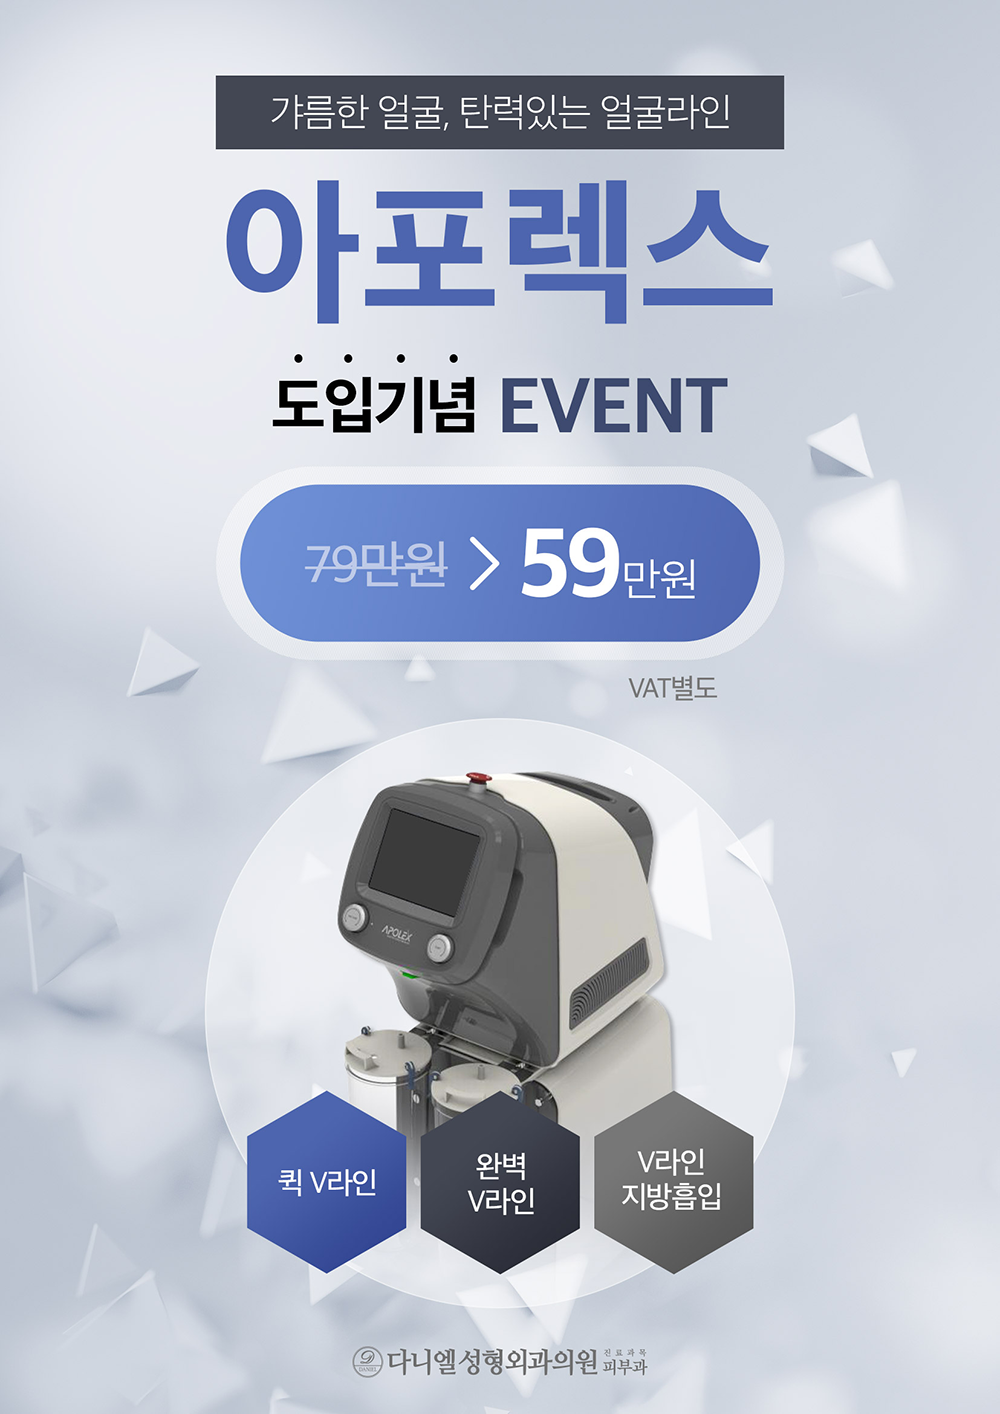 갸름한 얼굴, 탄력있는 얼굴라인
아포렉스
도입기념 EVENT
79만원 > 59만원
VAT별도
APOLEX
퀵 V라인
완벽
V라인
V라인
지방흡입
DANIEL
다니엘성형외과의원 진료과목 피부과